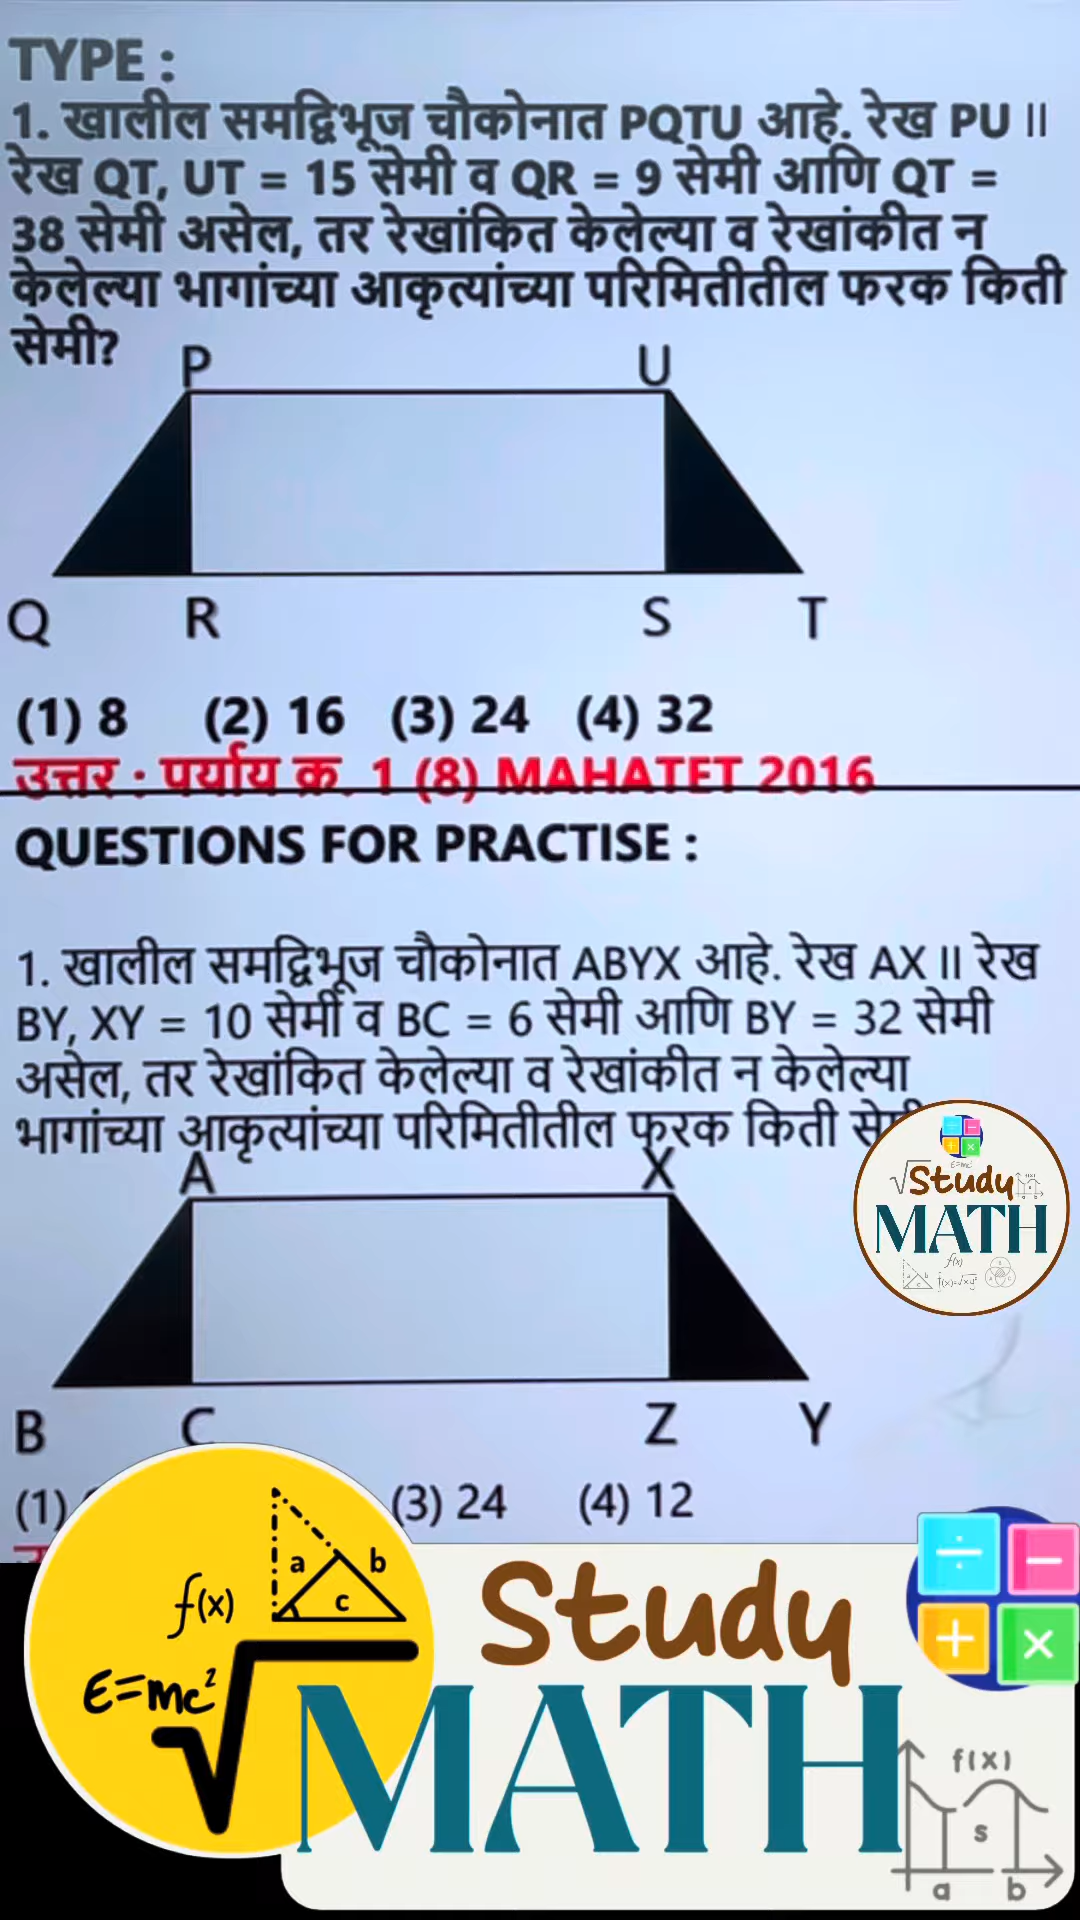 TYPE :
1. खालील समद्विभूज चौकोनात PQTU आहे. रेख PU ॥
रेख QT, UT = 15 सेमी व QR = 9 सेमी आणि QT =
38 सेमी असेल, तर रेखांकित केलेल्या व रेखांकीत न
केलेल्या भागांच्या आकृत्यांच्या परिमितीतील फरक किती
सेमी?
P U
Q R S T
(1) 8 (2) 16 (3) 24 (4) 32
उत्तर : पर्याय क्र. 1 (8) MAHATET 2016
QUESTIONS FOR PRACTISE :
1. खालील समद्विभूज चौकोनात ABYX आहे. रेख AX ॥ रेख
BY, XY = 10 सेमी व BC = 6 सेमी आणि BY = 32 सेमी
असेल, तर रेखांकित केलेल्या व रेखांकीत न केलेल्या
भागांच्या आकृत्यांच्या परिमितीतील फरक किती
A X
√Study
MATH
f(x)
B C Z Y
(1) (3) 24 (4) 12
a b
c
f(x)
E=mc²
√
Study
MATH
÷ −
+ ×
f(x)
s
a b